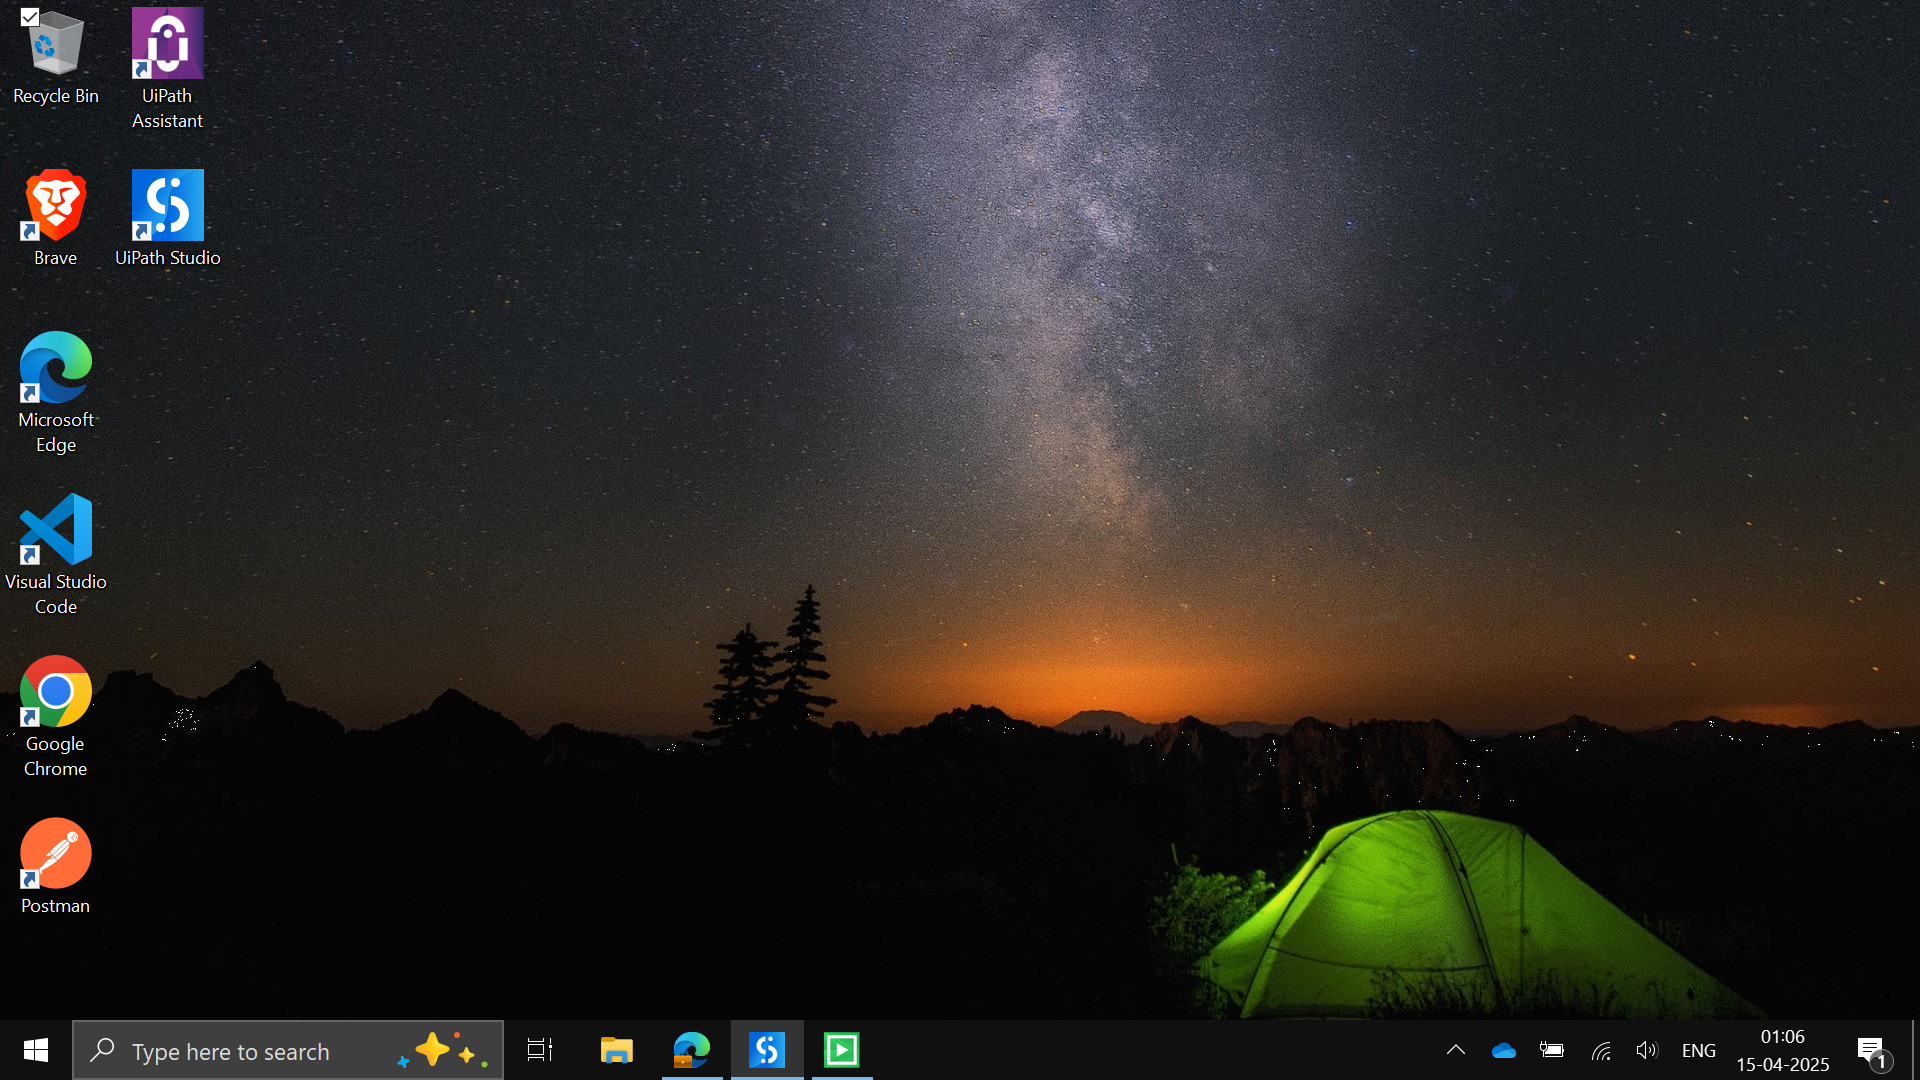 Recycle Bin
UiPath
Assistant
Brave
UiPath Studio
Microsoft
Edge
Visual Studio
Code
Google
Chrome
Postman
Type here to search
ENG
01:06
15-04-2025
1